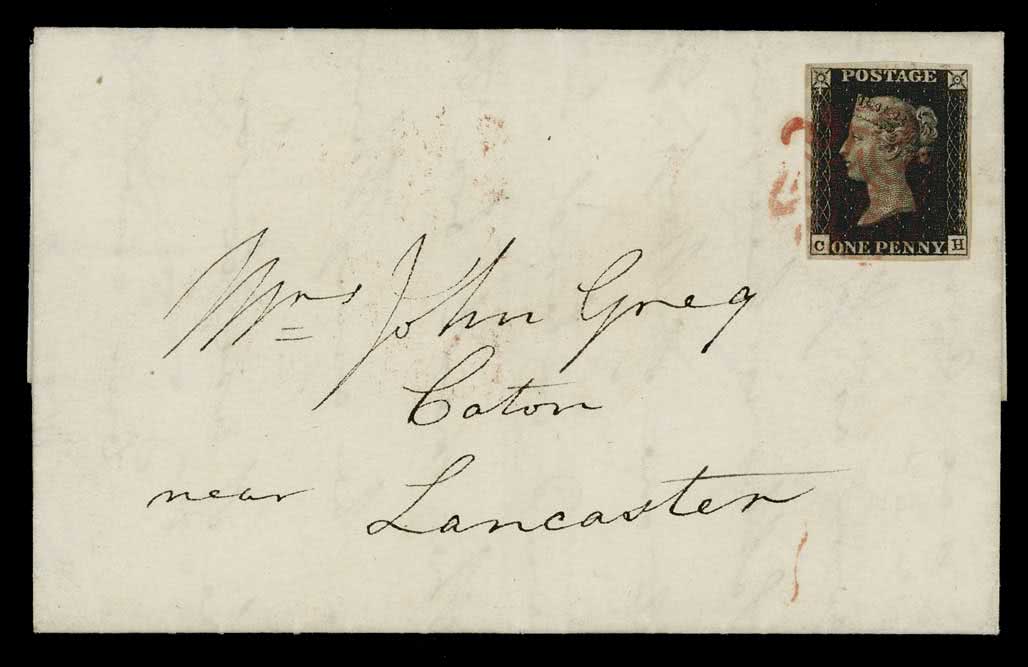 POSTAGE
C ONE PENNY. H
Mrs John Greg
Caton
near Lancaster